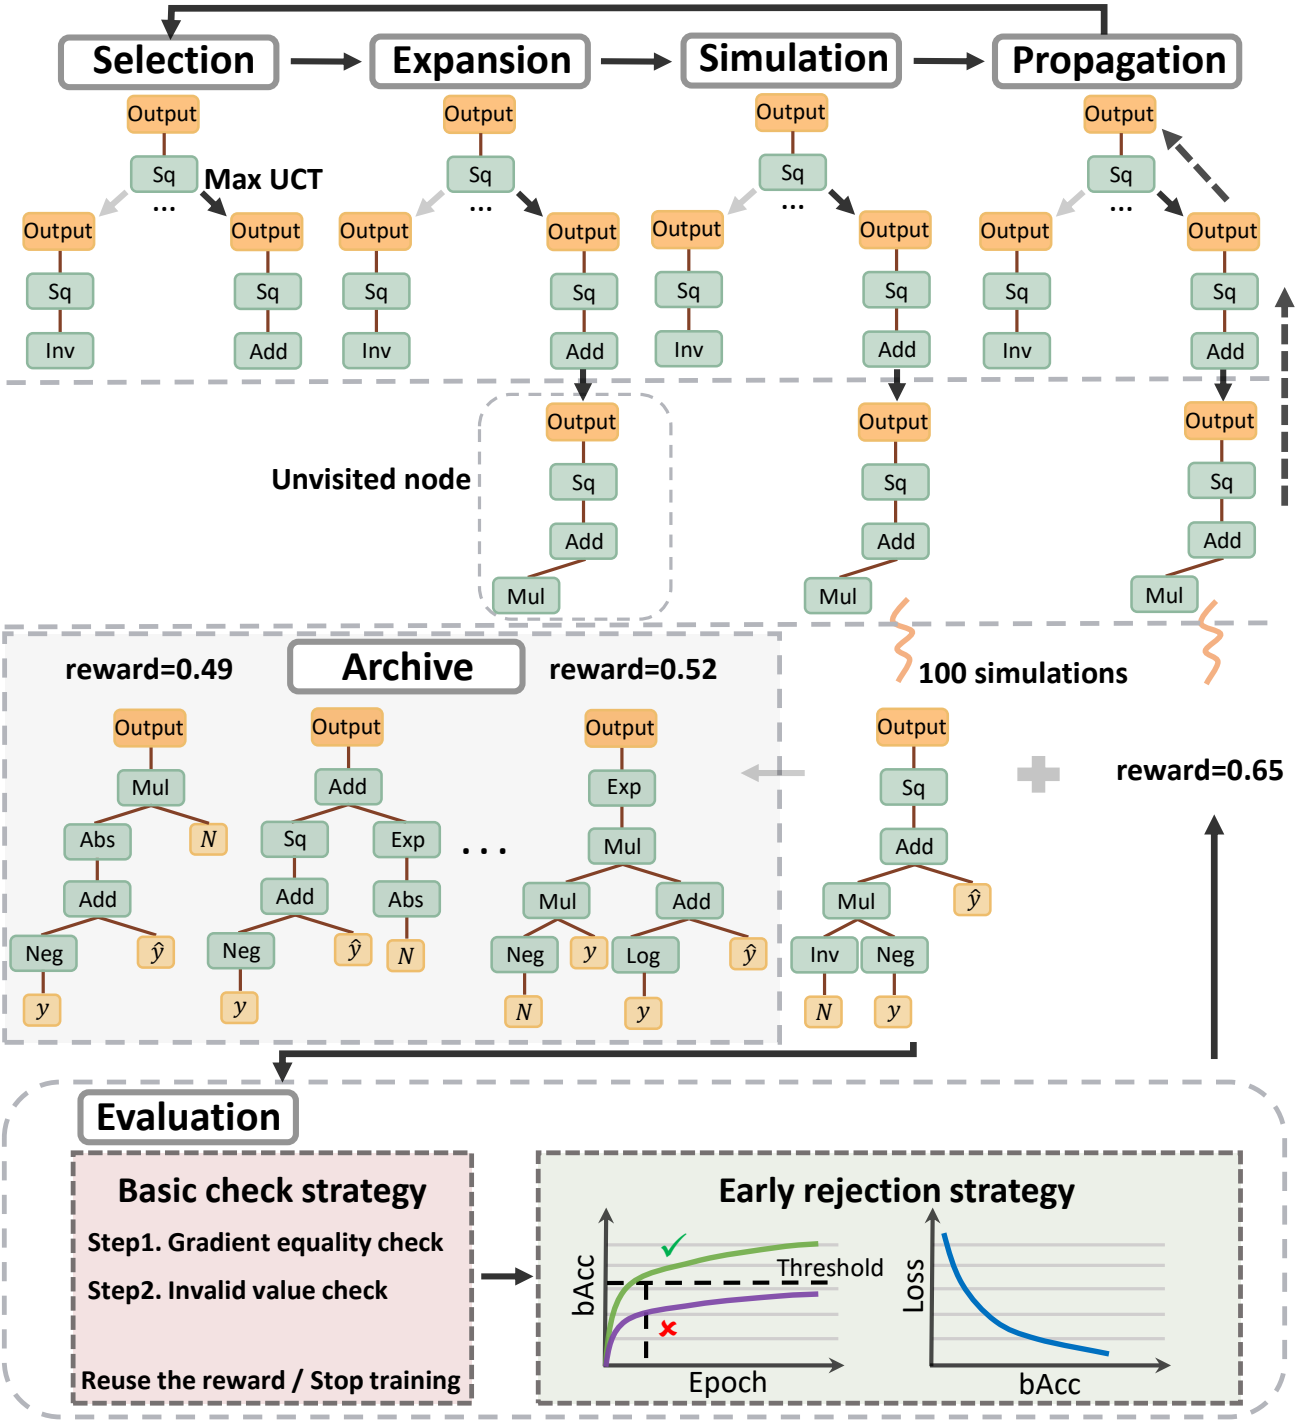 Selection
Expansion
Simulation
Propagation
Output
Output
Output
Output
Sq
Max UCT
Sq
Sq
Sq
...
...
...
...
Output
Output
Output
Output
Output
Output
Output
Output
Sq
Sq
Sq
Sq
Sq
Sq
Sq
Sq
Inv
Add
Inv
Add
Inv
Add
Inv
Add
Output
Output
Output
Unvisited node
Sq
Sq
Sq
Add
Add
Add
Mul
Mul
Mul
reward=0.49
Archive
reward=0.52
100 simulations
Output
Output
Output
Output
Mul
Add
Exp
Sq
reward=0.65
Abs
N
Sq
Exp
...
Mul
Add
Add
Add
Abs
Mul
Add
Mul
ŷ
Neg
ŷ
Neg
ŷ
N
Neg
y
Log
ŷ
Inv
Neg
y
y
N
y
N
y
Evaluation
Basic check strategy
Step1. Gradient equality check
Step2. Invalid value check
Reuse the reward / Stop training
Early rejection strategy
bAcc
Threshold
Epoch
Loss
bAcc